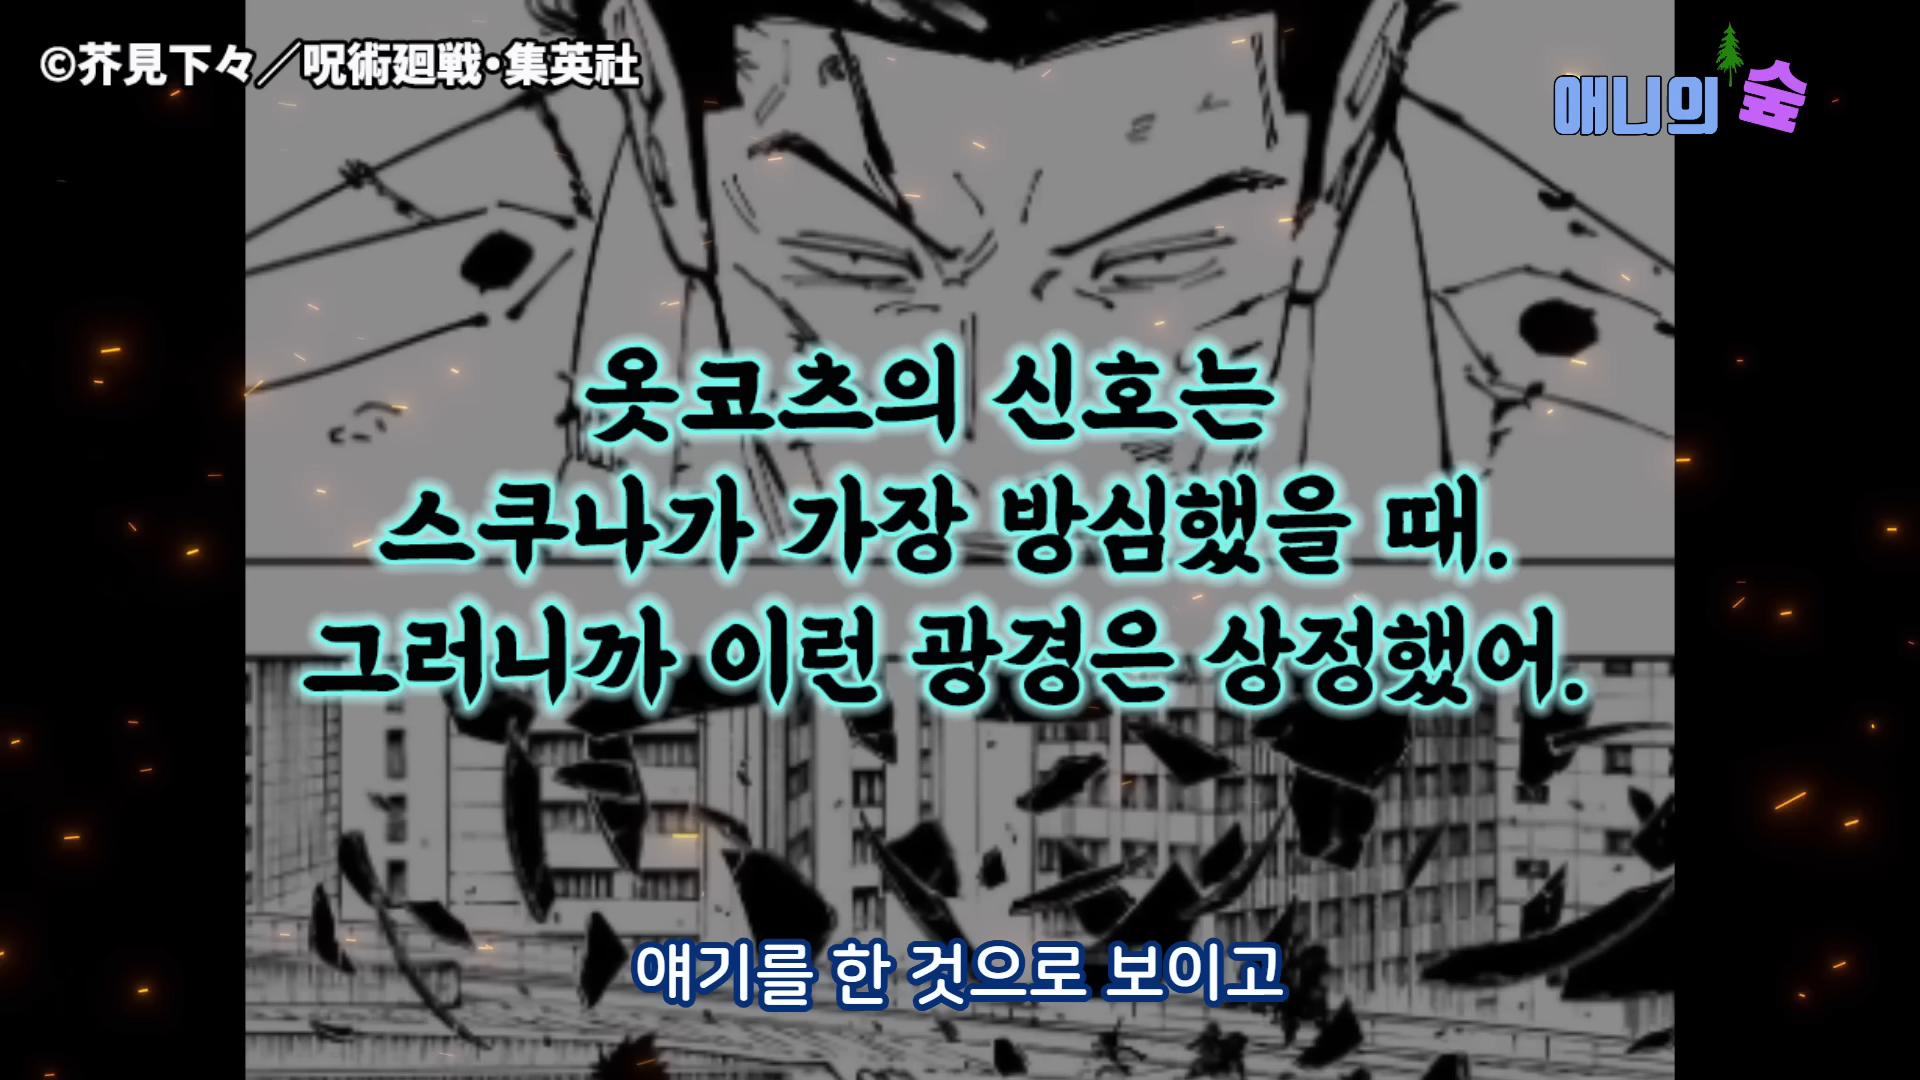 ©芥見下々／呪術廻戦・集英社
애니의 숲
옷코츠의 신호는
스쿠나가 가장 방심했을 때.
그러니까 이런 광경은 상정했어.
얘기를 한 것으로 보이고